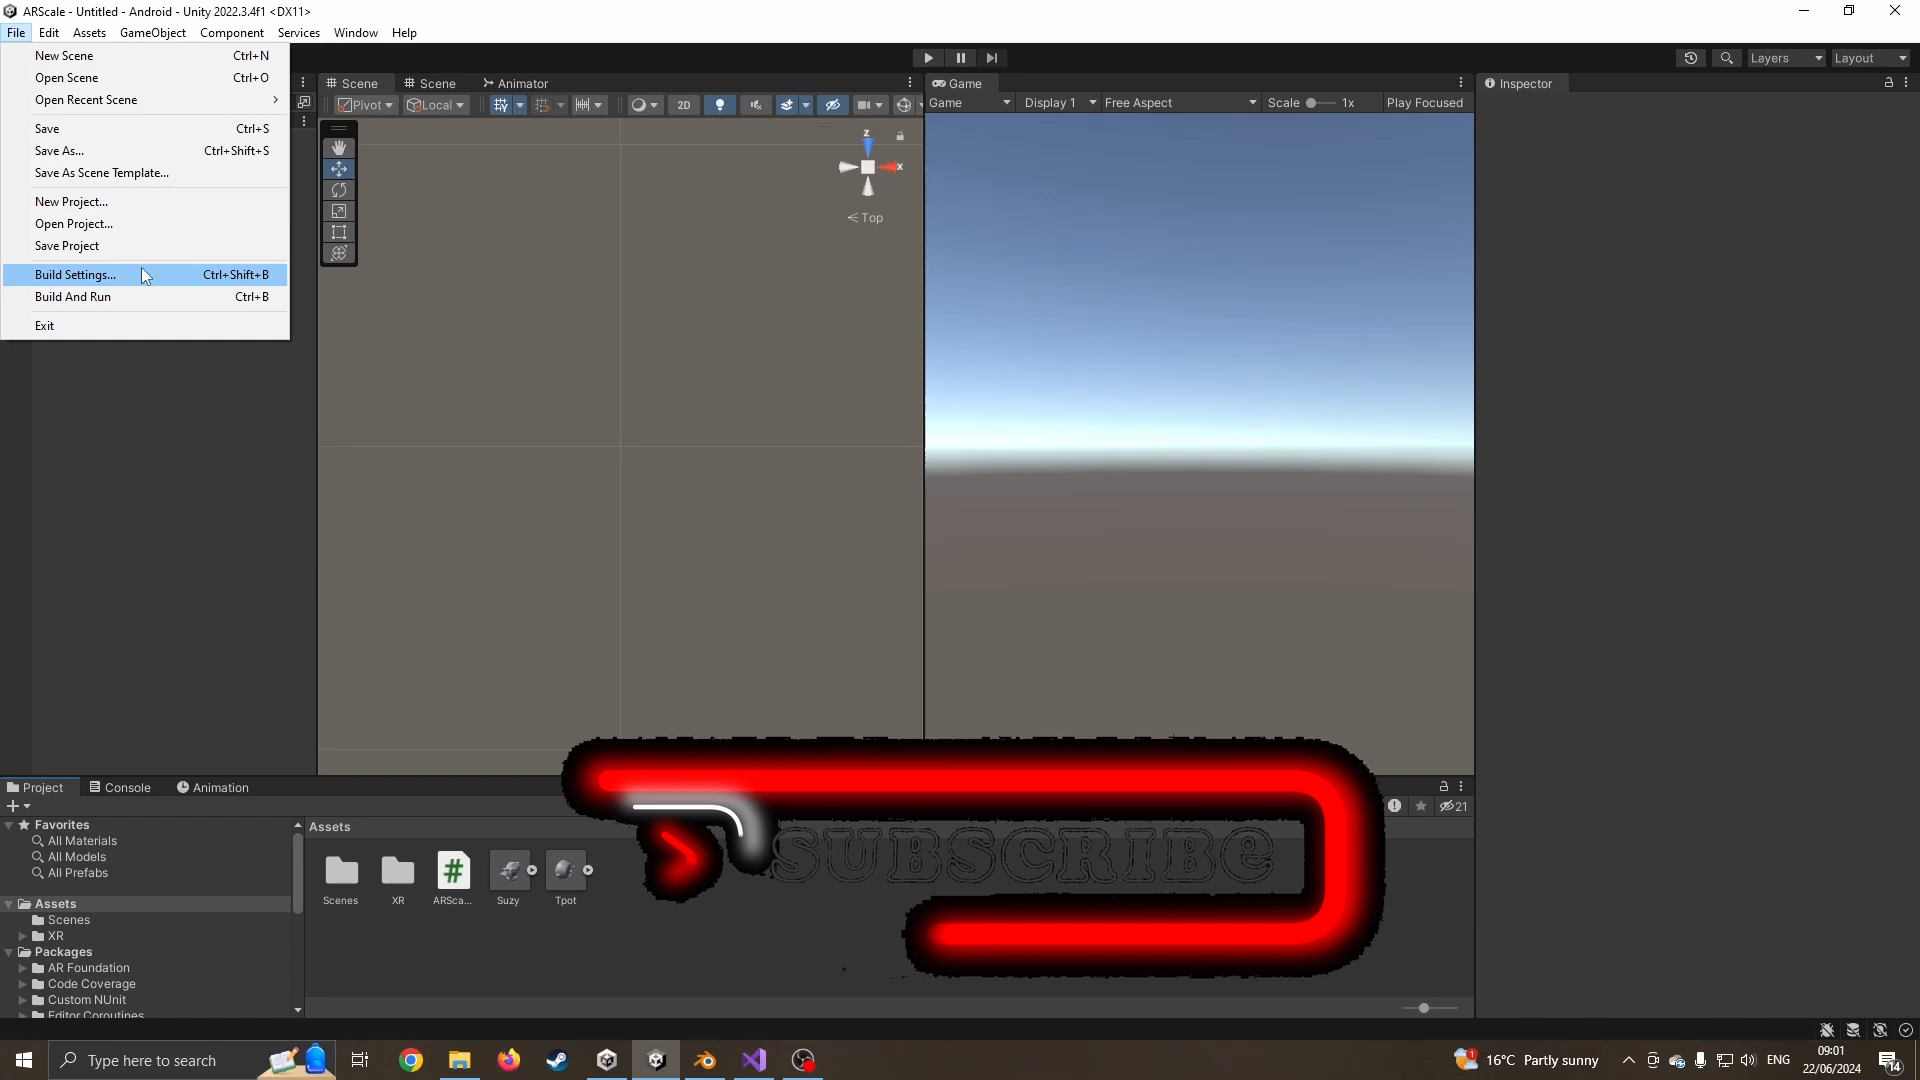 ARScale - Untitled - Android - Unity 2022.3.4f1 <DX11>
File Edit Assets GameObject Component Services Window Help
New Scene Ctrl+N
Open Scene Ctrl+O
Open Recent Scene
Save Ctrl+S
Save As... Ctrl+Shift+S
Save As Scene Template...
New Project...
Open Project...
Save Project
Build Settings... Ctrl+Shift+B
Build And Run Ctrl+B
Exit
Layers Layout
Scene Scene Animator
Pivot Local 2D
z
x
Top
Game
Game Display 1 Free Aspect Scale 1x Play Focused
Inspector
Project Console Animation
21
Favorites
All Materials
All Models
All Prefabs
Assets
Scenes
XR
Packages
AR Foundation
Code Coverage
Custom NUnit
Editor Coroutines
Assets
#
Scenes XR ARSca... Suzy Tpot
SUBSCRIBe
Type here to search
1
16°C Partly sunny
ENG
09:01
22/06/2024
14